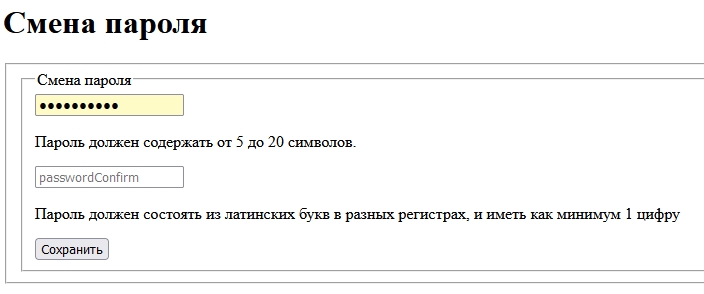 Смена пароля
Смена пароля
••••••••••
Пароль должен содержать от 5 до 20 символов.
passwordConfirm
Пароль должен состоять из латинских букв в разных регистрах, и иметь как минимум 1 цифру
Сохранить